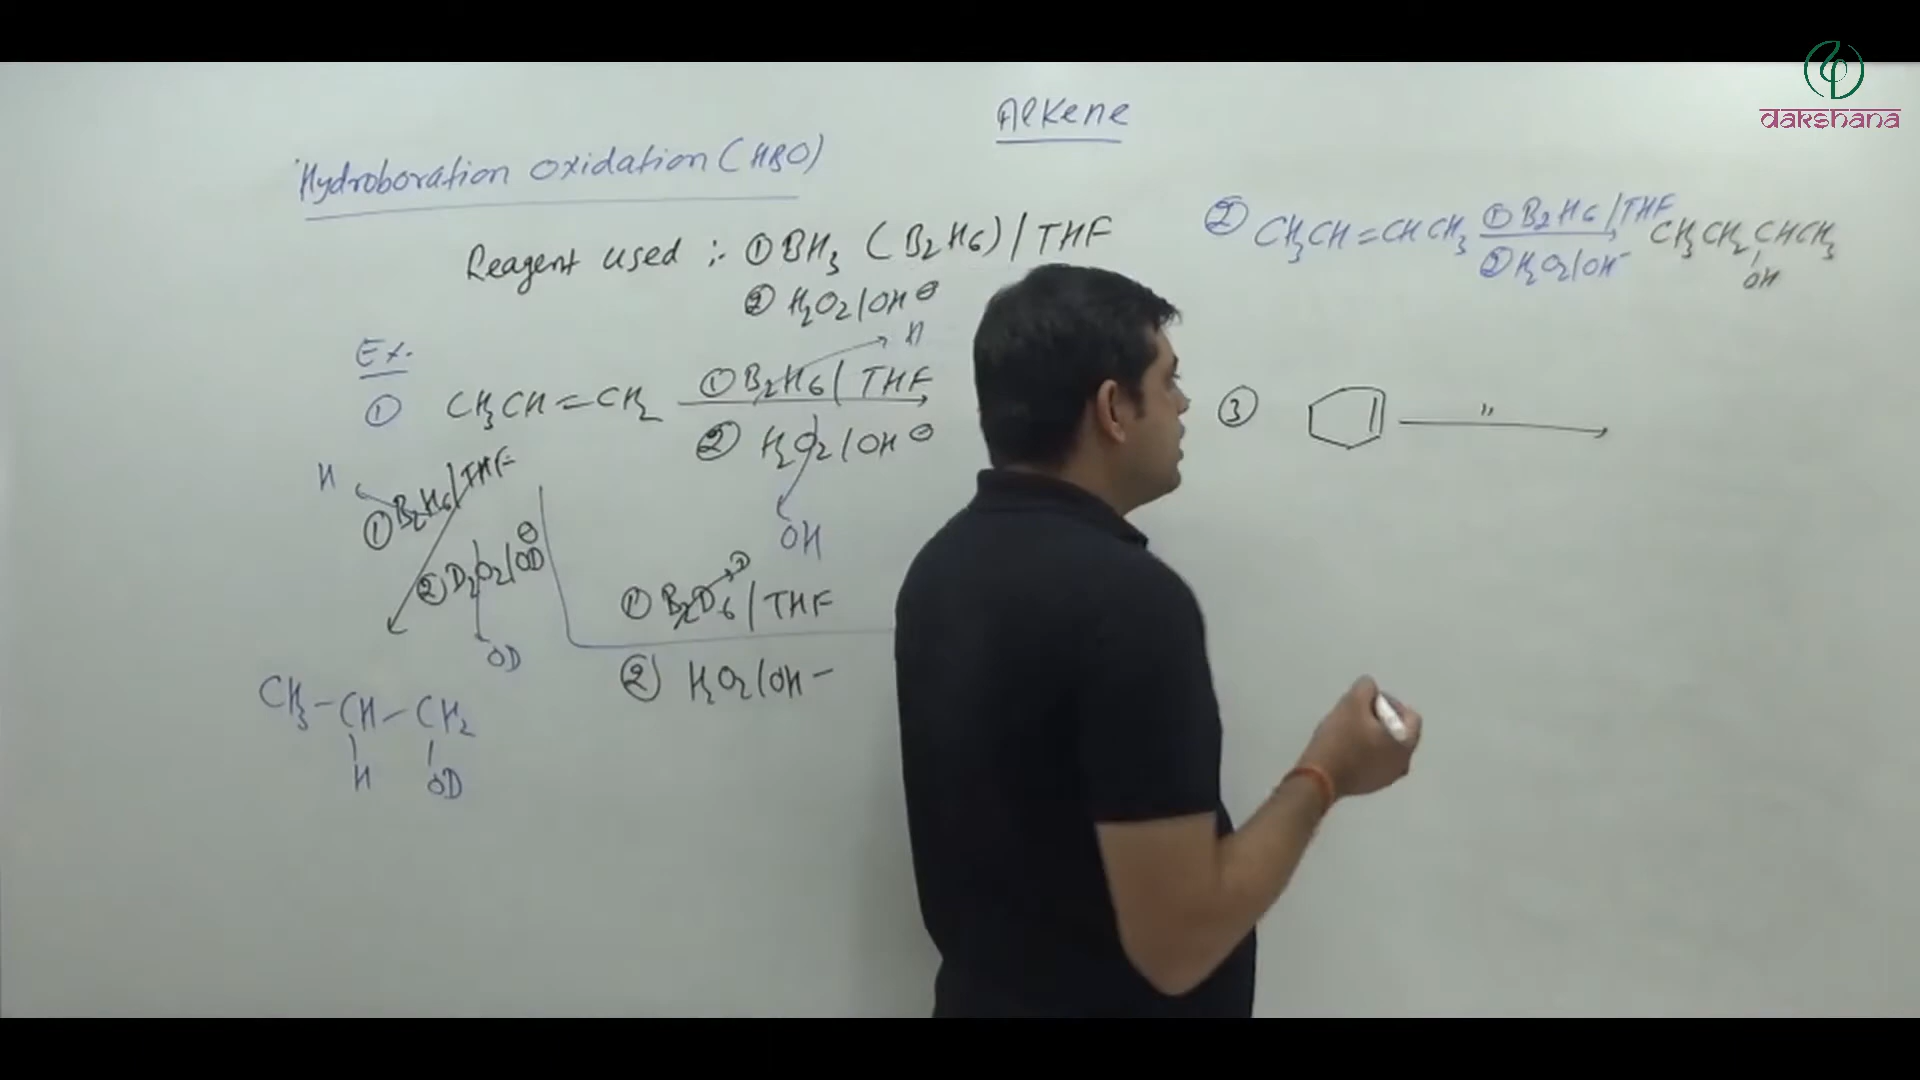 dakshana
Alkene
Hydroboration Oxidation (HBO)
Reagent used :- ① BH3 (B2H6) / THF
② H2O2 / OH⊖
Ex.
① CH3CH=CH2
① B2H6 / THF
H
② H2O2 / OH⊖
OH
H
① B2H6 / THF
② D2O2 / OD⊖
OD
CH3-CH-CH2
H OD
① B2D6 / THF
D
② H2O2 / OH-
② CH3CH=CHCH3
① B2H6 / THF
② H2O2 / OH-
CH3CH2CHCH3
OH
③
"